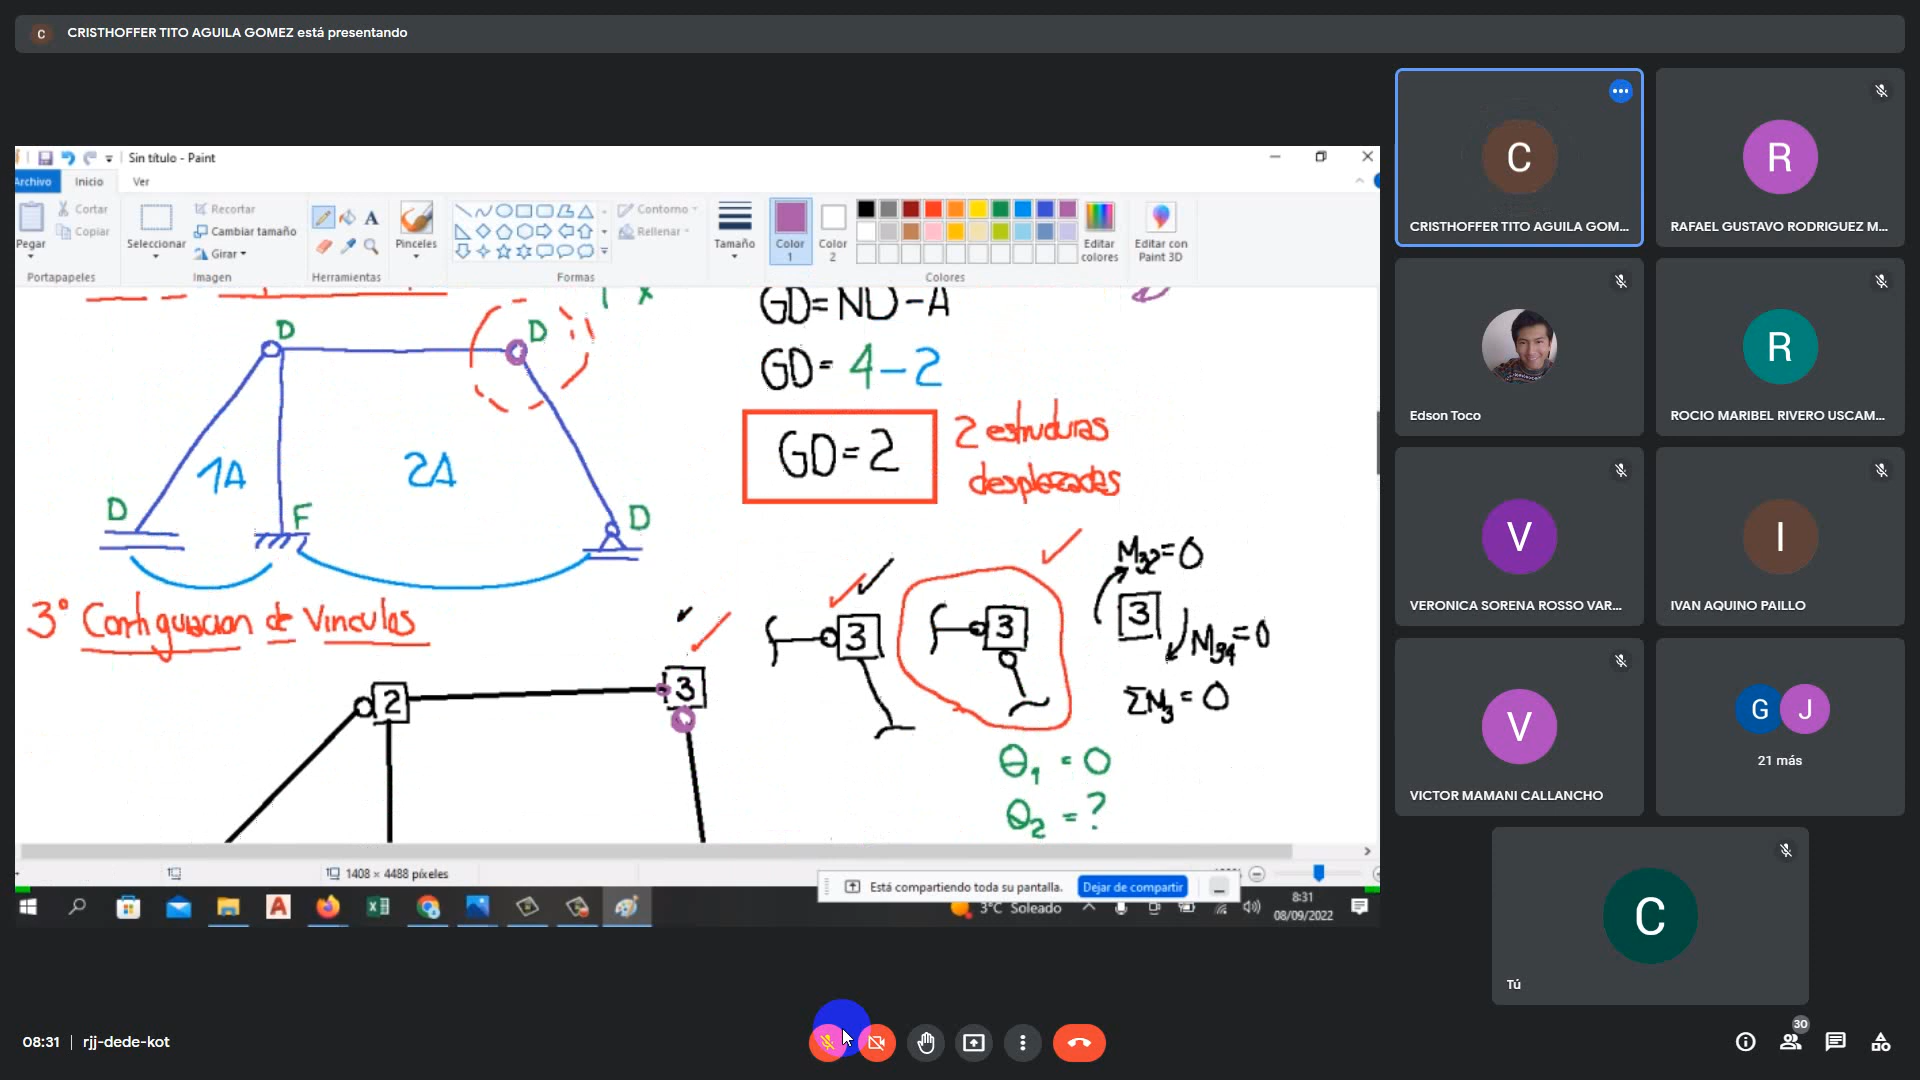 C CRISTHOFFER TITO AGUILA GOMEZ está presentando
Sin título - Paint
Archivo Inicio Ver
Pegar
Cortar
Copiar
Portapapeles
Seleccionar
Recortar
Cambiar tamaño
Girar
Imagen
A
Herramientas
Pinceles
Formas
Contorno
Rellenar
Tamaño
Color 1
Color 2
Colores
Editar colores
Editar con Paint 3D
D
D
1A
2A
D
F
D
GD=ND-A
GD=4-2
GD=2
2 estructuras
desplazadas
3° Configuracion de Vinculos
2
3
3
3
3
M32=0
M34=0
ΣM3=0
θ1=0
θ2=?
1408 × 4488 píxeles
Está compartiendo toda su pantalla.
Dejar de compartir
3°C Soleado
8:31
08/09/2022
C
CRISTHOFFER TITO AGUILA GOM...
R
RAFAEL GUSTAVO RODRIGUEZ M...
Edson Toco
R
ROCIO MARIBEL RIVERO USCAM...
V
VERONICA SORENA ROSSO VAR...
I
IVAN AQUINO PAILLO
V
VICTOR MAMANI CALLANCHO
G J
21 más
C
Tú
08:31 | rjj-dede-kot
30